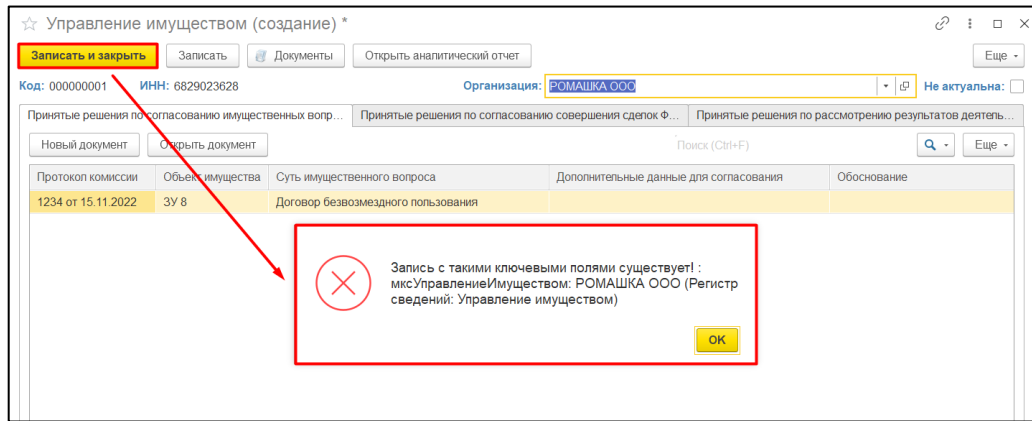 Управление имуществом (создание) *
Записать и закрыть Записать Документы Открыть аналитический отчет Еще
Код: 000000001 ИНН: 6829023628 Организация: РОМАШКА ООО Не актуальна:
Принятые решения по согласованию имущественных вопр... Принятые решения по согласованию совершения сделок Ф... Принятые решения по рассмотрению результатов деятель...
Новый документ Открыть документ Поиск (Ctrl+F) Еще
Протокол комиссии Объект имущества Суть имущественного вопроса Дополнительные данные для согласования Обоснование
1234 от 15.11.2022 ЗУ 8 Договор безвозмездного пользования
Запись с такими ключевыми полями существует! :
мксУправлениеИмуществом: РОМАШКА ООО (Регистр
сведений: Управление имуществом)
OK